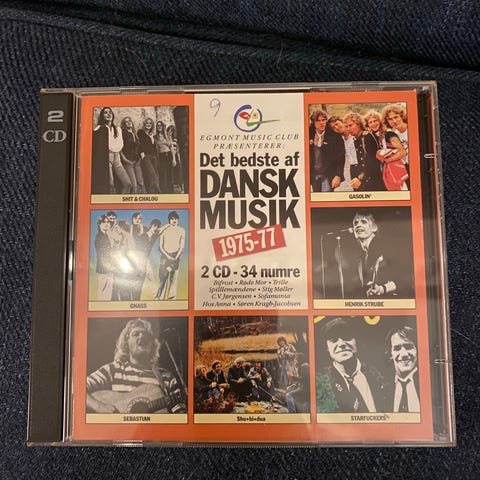 2
CD
9
EGMONT MUSIC CLUB
PRÆSENTERER:
Det bedste af
DANSK
MUSIK
1975-77
2 CD - 34 numre
Bifrost • Røde Mor • Trille
Spillemændene • Stig Møller
C.V. Jørgensen • Sofamania
Hos Anna • Søren Kragh-Jacobsen
SHIT & CHALOU
GASOLIN'
GNAGS
HENRIK STRUBE
SEBASTIAN
Shu•bi•dua
STARFUCKERS